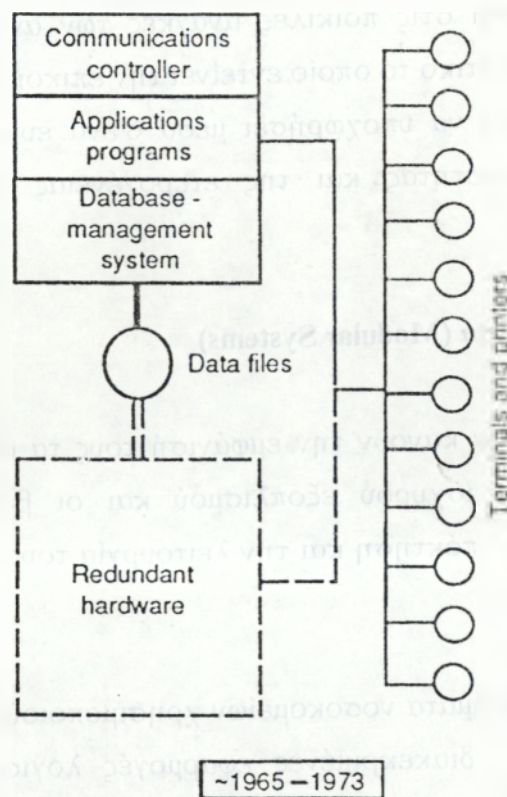 Communications
controller
Applications
programs
Database -
management
system
Data files
Redundant
hardware
Terminals and printers
~1965–1973